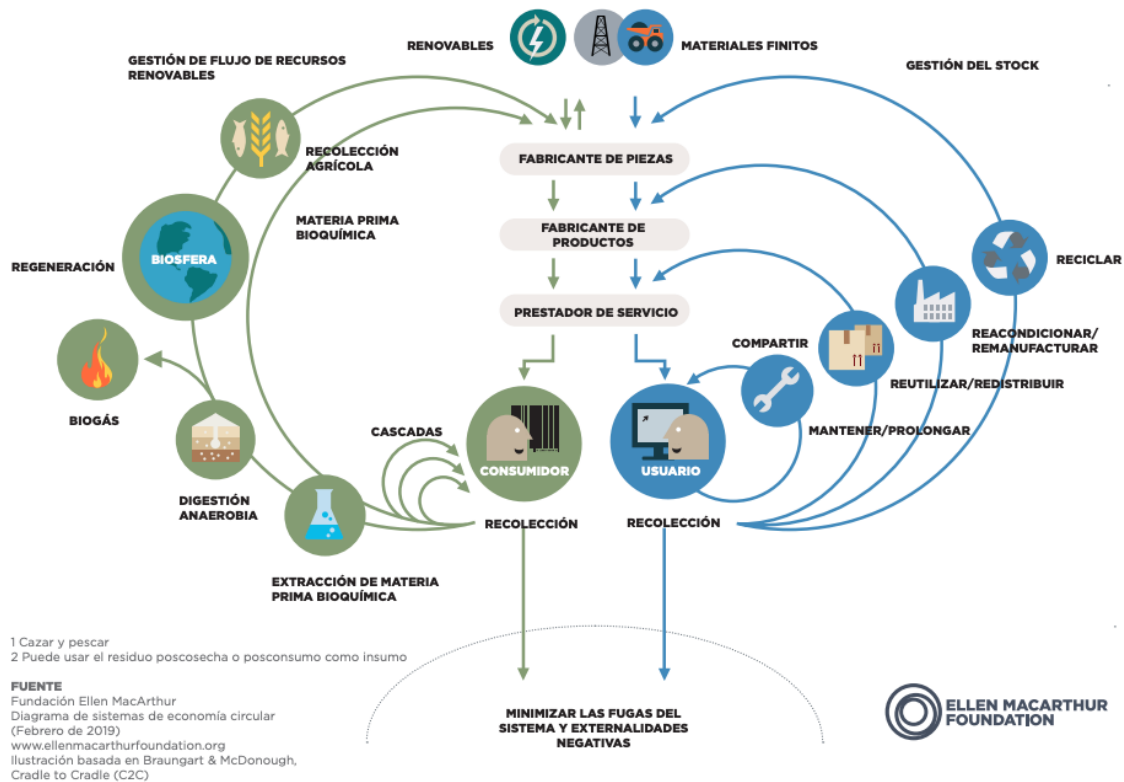 RENOVABLES
MATERIALES FINITOS
GESTIÓN DE FLUJO DE RECURSOS
RENOVABLES
GESTIÓN DEL STOCK
RECOLECCIÓN
AGRÍCOLA
FABRICANTE DE PIEZAS
MATERIA PRIMA
BIOQUÍMICA
FABRICANTE DE
PRODUCTOS
REGENERACIÓN
BIOSFERA
RECICLAR
PRESTADOR DE SERVICIO
REACONDICIONAR/
REMANUFACTURAR
COMPARTIR
REUTILIZAR/REDISTRIBUIR
BIOGÁS
CASCADAS
MANTENER/PROLONGAR
CONSUMIDOR
USUARIO
DIGESTIÓN
ANAEROBIA
RECOLECCIÓN
RECOLECCIÓN
EXTRACCIÓN DE MATERIA
PRIMA BIOQUÍMICA
1 Cazar y pescar
2 Puede usar el residuo poscosecha o posconsumo como insumo
FUENTE
Fundación Ellen MacArthur
Diagrama de sistemas de economía circular
(Febrero de 2019)
www.ellenmacarthurfoundation.org
Ilustración basada en Braungart & McDonough,
Cradle to Cradle (C2C)
MINIMIZAR LAS FUGAS DEL
SISTEMA Y EXTERNALIDADES
NEGATIVAS
ELLEN MACARTHUR
FOUNDATION